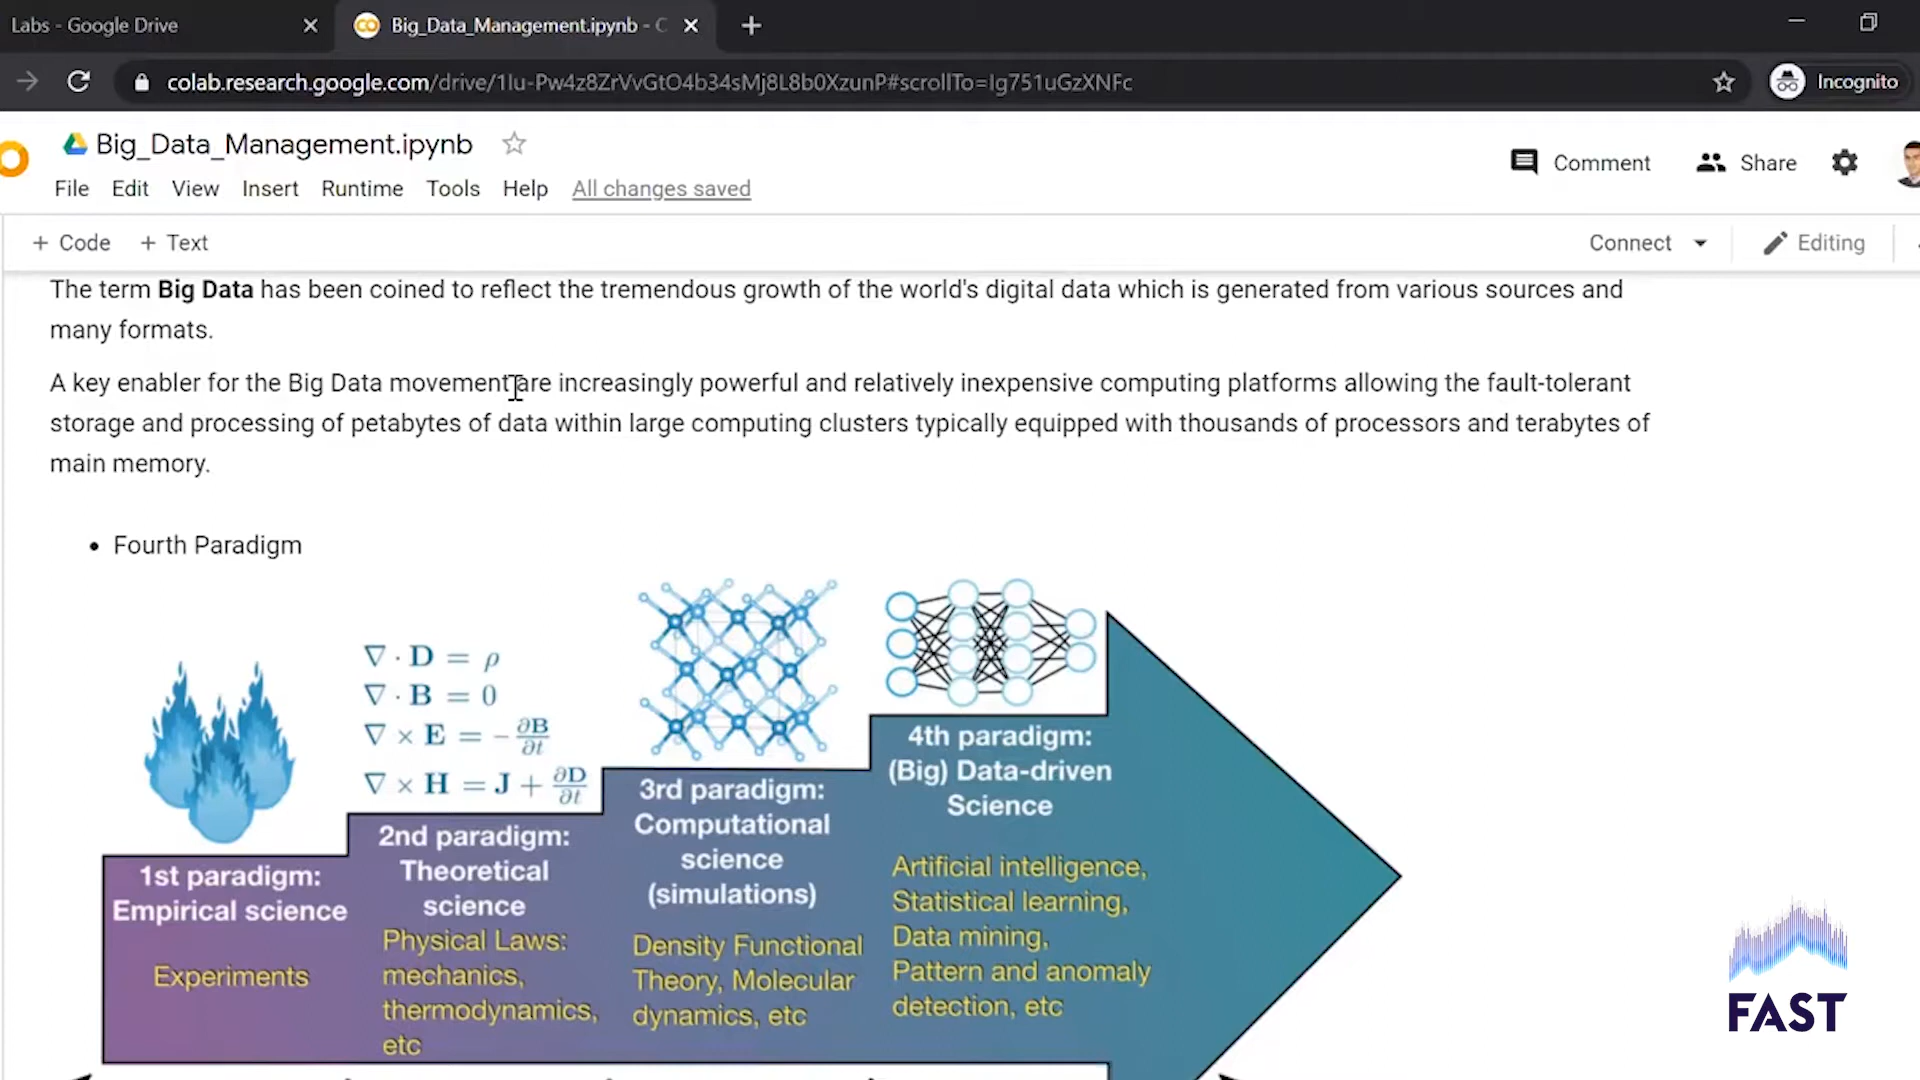 Labs - Google Drive
Big_Data_Management.ipynb - C
colab.research.google.com/drive/1Iu-Pw4z8ZrVvGtO4b34sMj8L8b0XzunP#scrollTo=Ig751uGzXNFc
Incognito
Big_Data_Management.ipynb
Comment
Share
File Edit View Insert Runtime Tools Help All changes saved
+ Code + Text
Connect
Editing
The term Big Data has been coined to reflect the tremendous growth of the world's digital data which is generated from various sources and
many formats.
A key enabler for the Big Data movement are increasingly powerful and relatively inexpensive computing platforms allowing the fault-tolerant
storage and processing of petabytes of data within large computing clusters typically equipped with thousands of processors and terabytes of
main memory.
• Fourth Paradigm
∇ · D = ρ
∇ · B = 0
∇ × E = − ∂B/∂t
∇ × H = J + ∂D/∂t
1st paradigm:
Empirical science
Experiments
2nd paradigm:
Theoretical
science
Physical Laws:
mechanics,
thermodynamics,
etc
3rd paradigm:
Computational
science
(simulations)
Density Functional
Theory, Molecular
dynamics, etc
4th paradigm:
(Big) Data-driven
Science
Artificial intelligence,
Statistical learning,
Data mining,
Pattern and anomaly
detection, etc
FAST